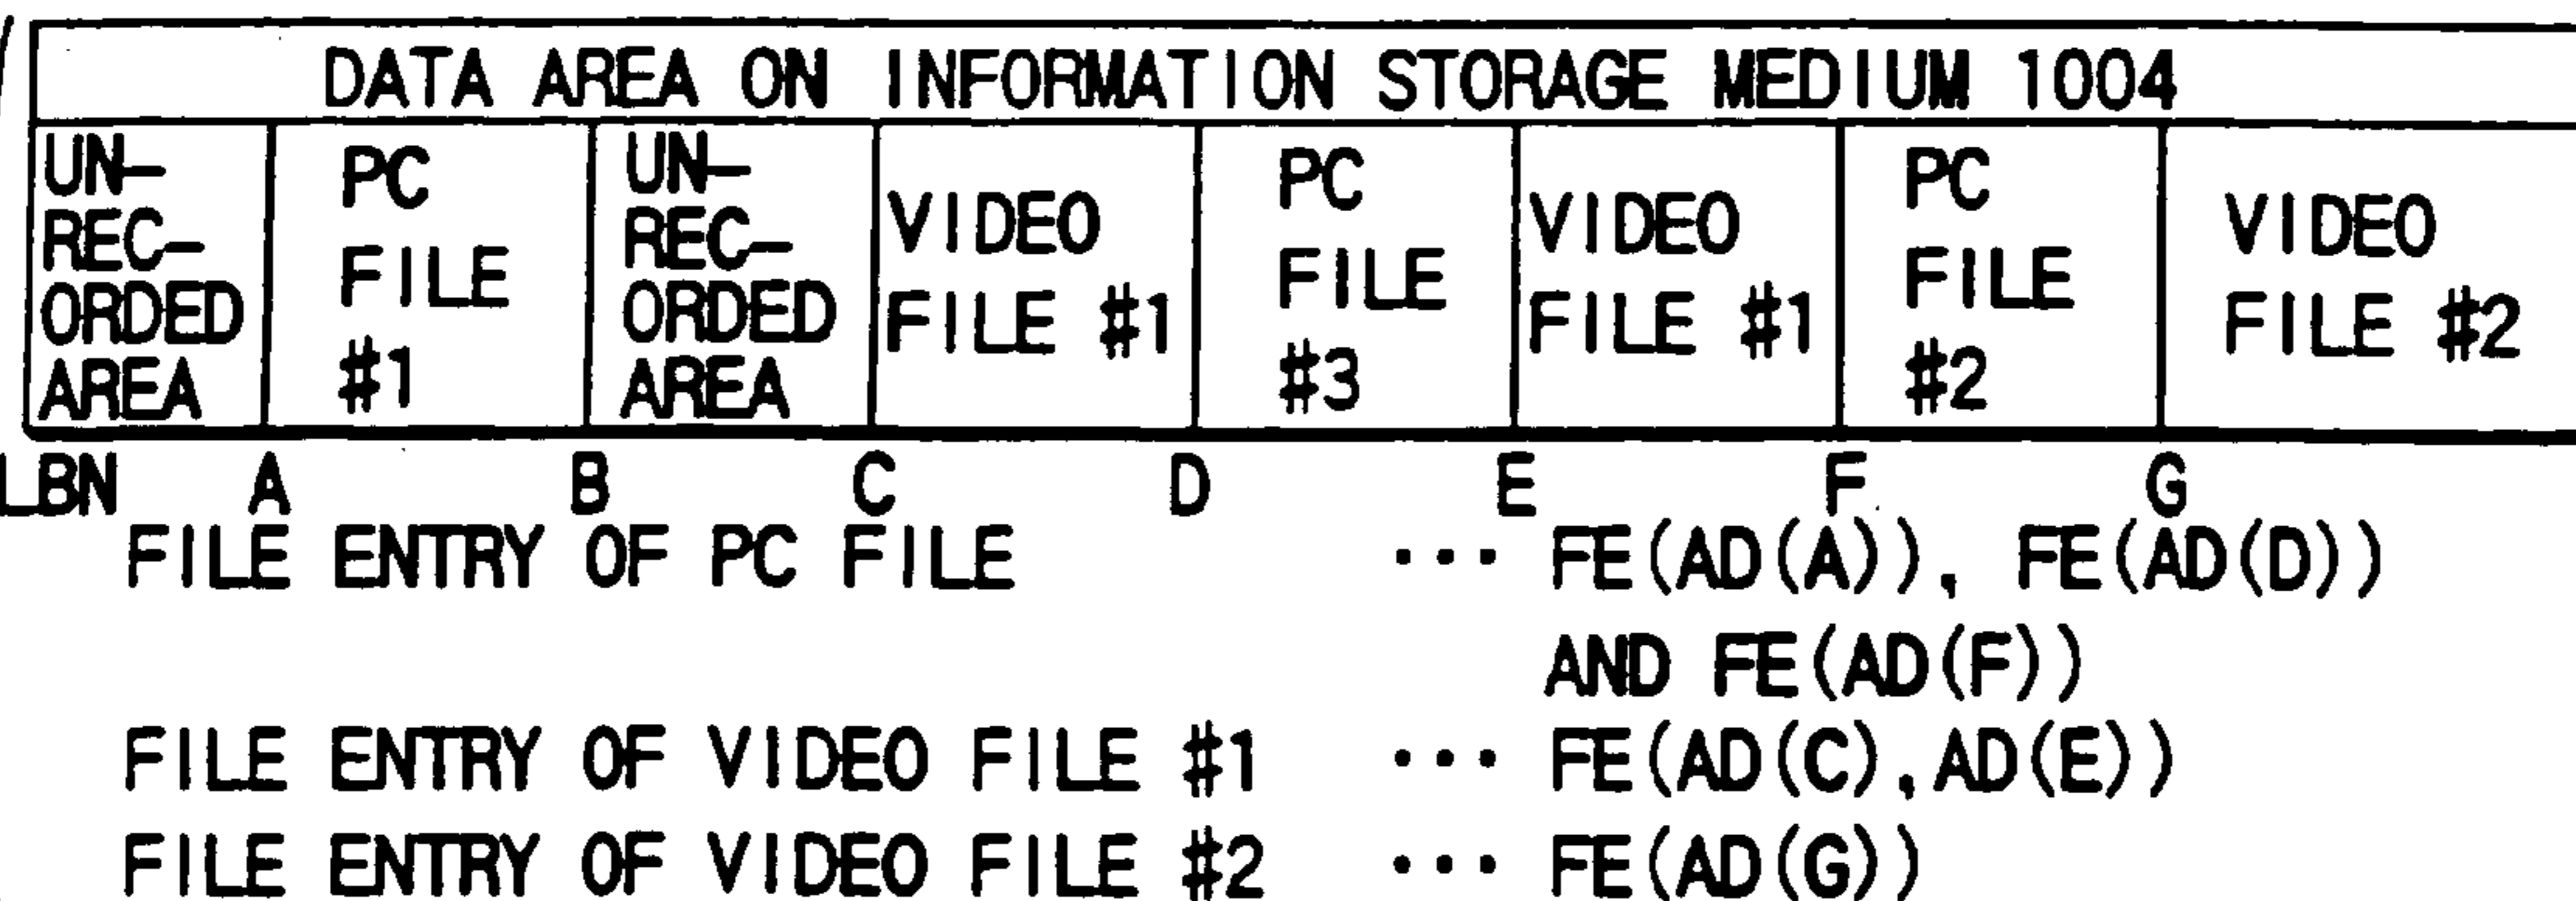 DATA AREA ON INFORMATION STORAGE MEDIUM 1004
UN-
REC-
ORDED
AREA
PC
FILE
#1
UN-
REC-
ORDED
AREA
VIDEO
FILE #1
PC
FILE
#3
VIDEO
FILE #1
PC
FILE
#2
VIDEO
FILE #2
LBN A B C D E F G
FILE ENTRY OF PC FILE ··· FE(AD(A)), FE(AD(D))
AND FE(AD(F))
FILE ENTRY OF VIDEO FILE #1 ··· FE(AD(C),AD(E))
FILE ENTRY OF VIDEO FILE #2 ··· FE(AD(G))